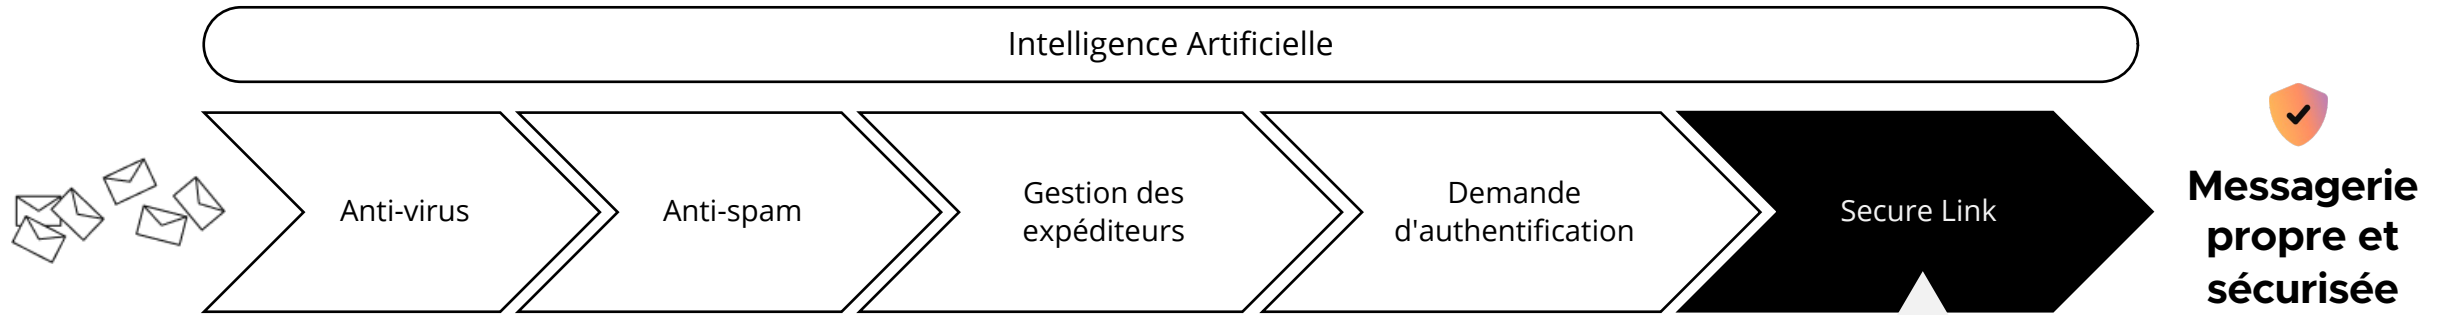 Intelligence Artificielle
Anti-virus
Anti-spam
Gestion des
expéditeurs
Demande
d'authentification
Secure Link
Messagerie
propre et
sécurisée